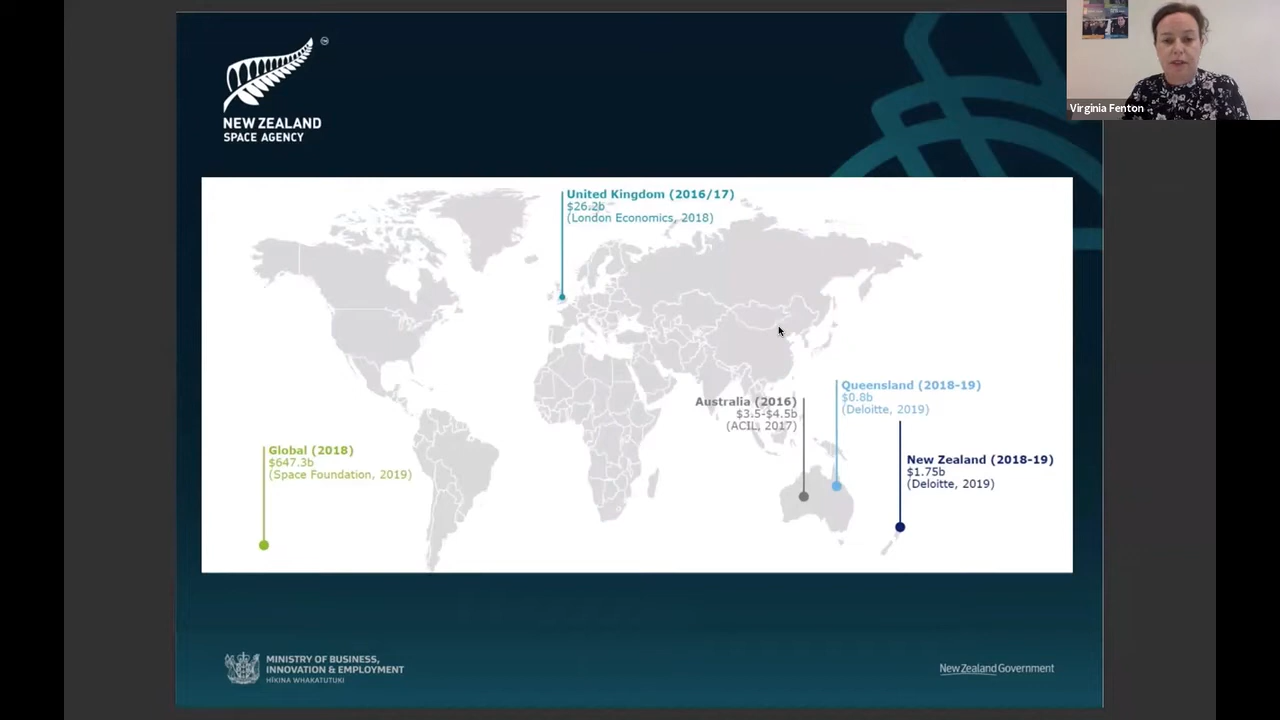 NEW ZEALAND
SPACE AGENCY
Virginia Fenton
United Kingdom (2016/17)
$26.2b
(London Economics, 2018)
Queensland (2018-19)
$0.8b
(Deloitte, 2019)
Australia (2016)
$3.5-$4.5b
(ACIL, 2017)
Global (2018)
$647.3b
(Space Foundation, 2019)
New Zealand (2018-19)
$1.75b
(Deloitte, 2019)
MINISTRY OF BUSINESS,
INNOVATION & EMPLOYMENT
HĪKINA WHAKATUTUKI
New Zealand Government